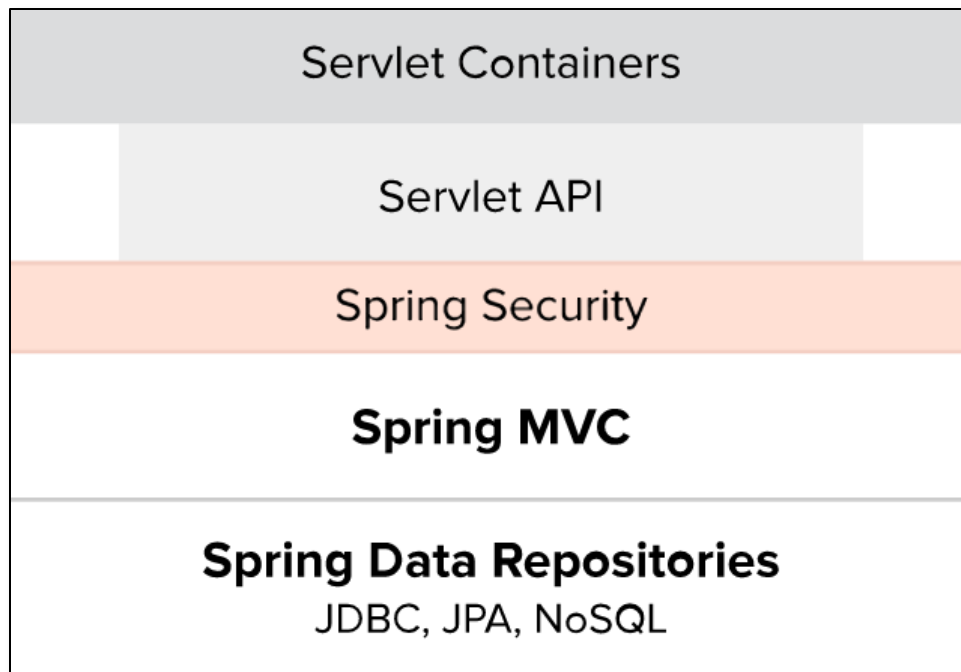 Servlet Containers
Servlet API
Spring Security
Spring MVC
Spring Data Repositories
JDBC, JPA, NoSQL